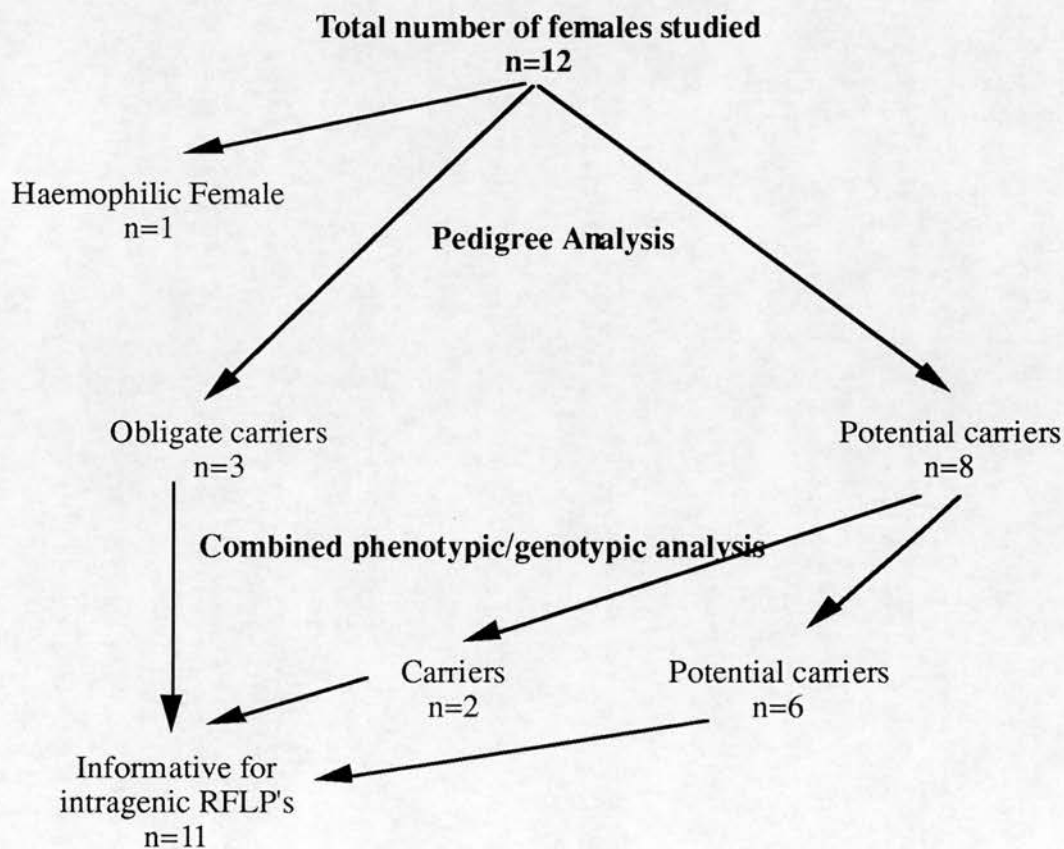 Total number of females studied
n=12
Haemophilic Female
n=1
Pedigree Analysis
Obligate carriers
n=3
Potential carriers
n=8
Combined phenotypic/genotypic analysis
Carriers
n=2
Potential carriers
n=6
Informative for
intragenic RFLP's
n=11